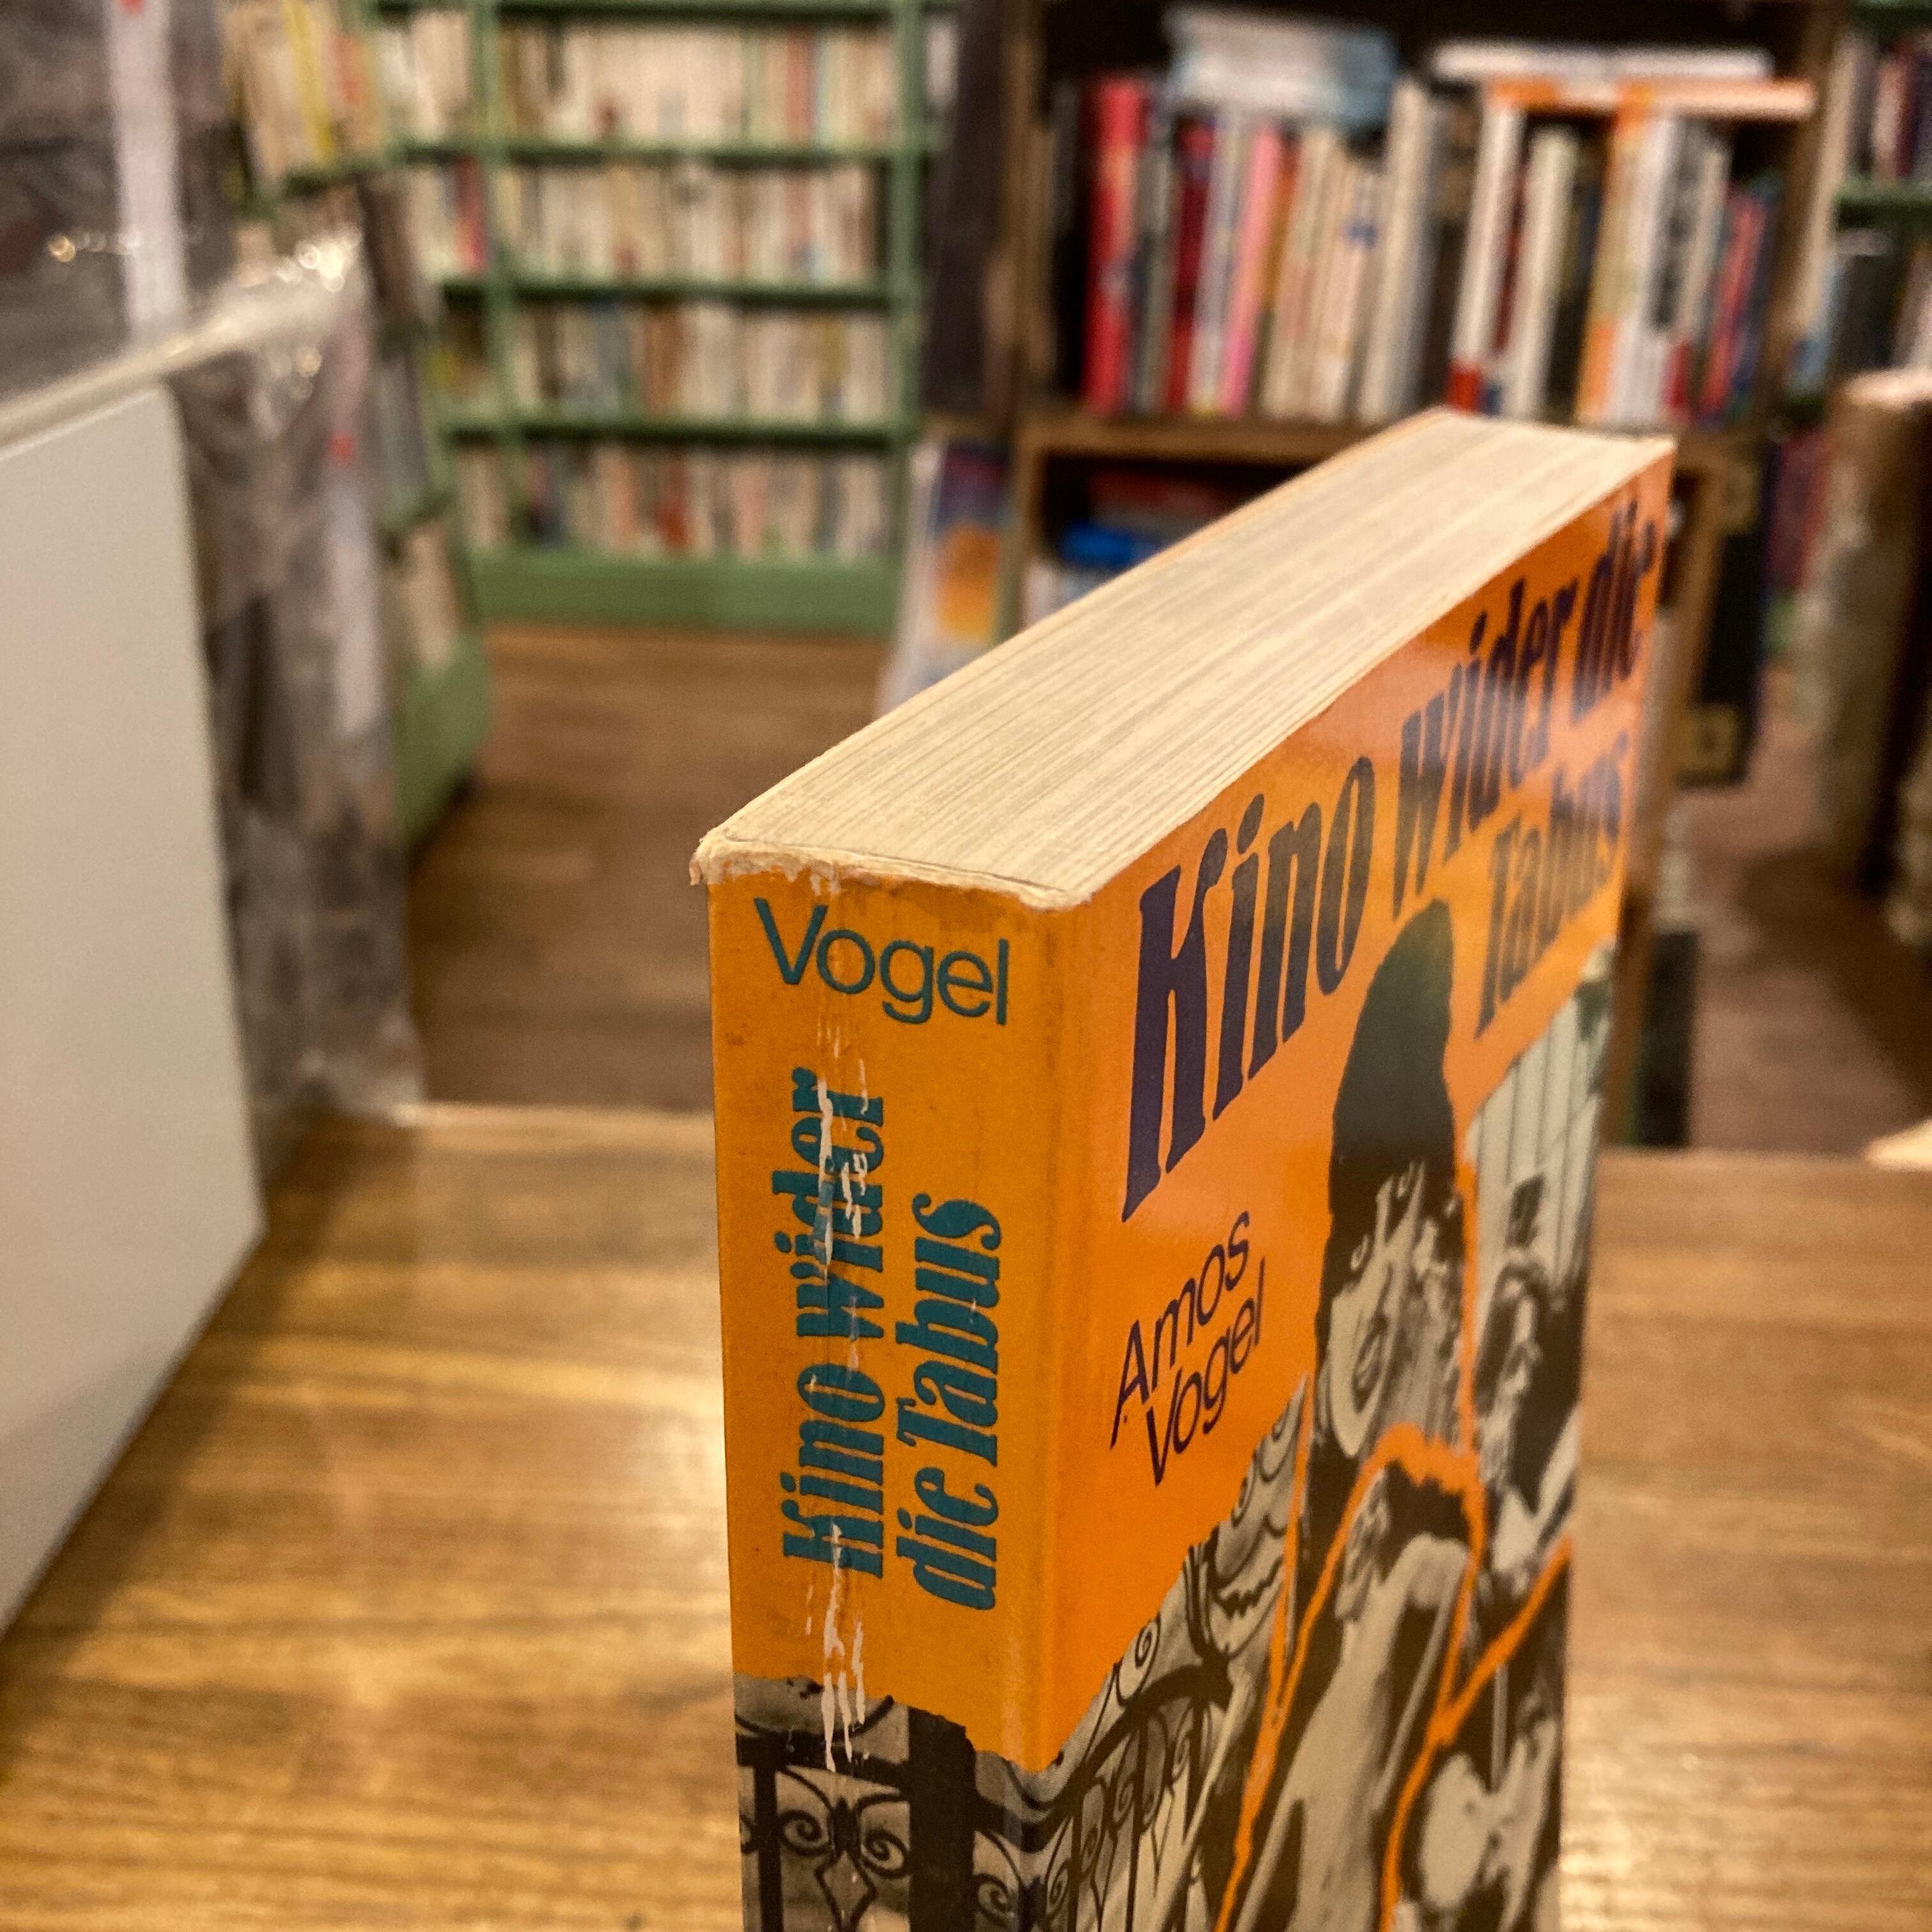 Vogel
Kino wider
die Tabus
Kino wider die
Tabus
Amos
Vogel